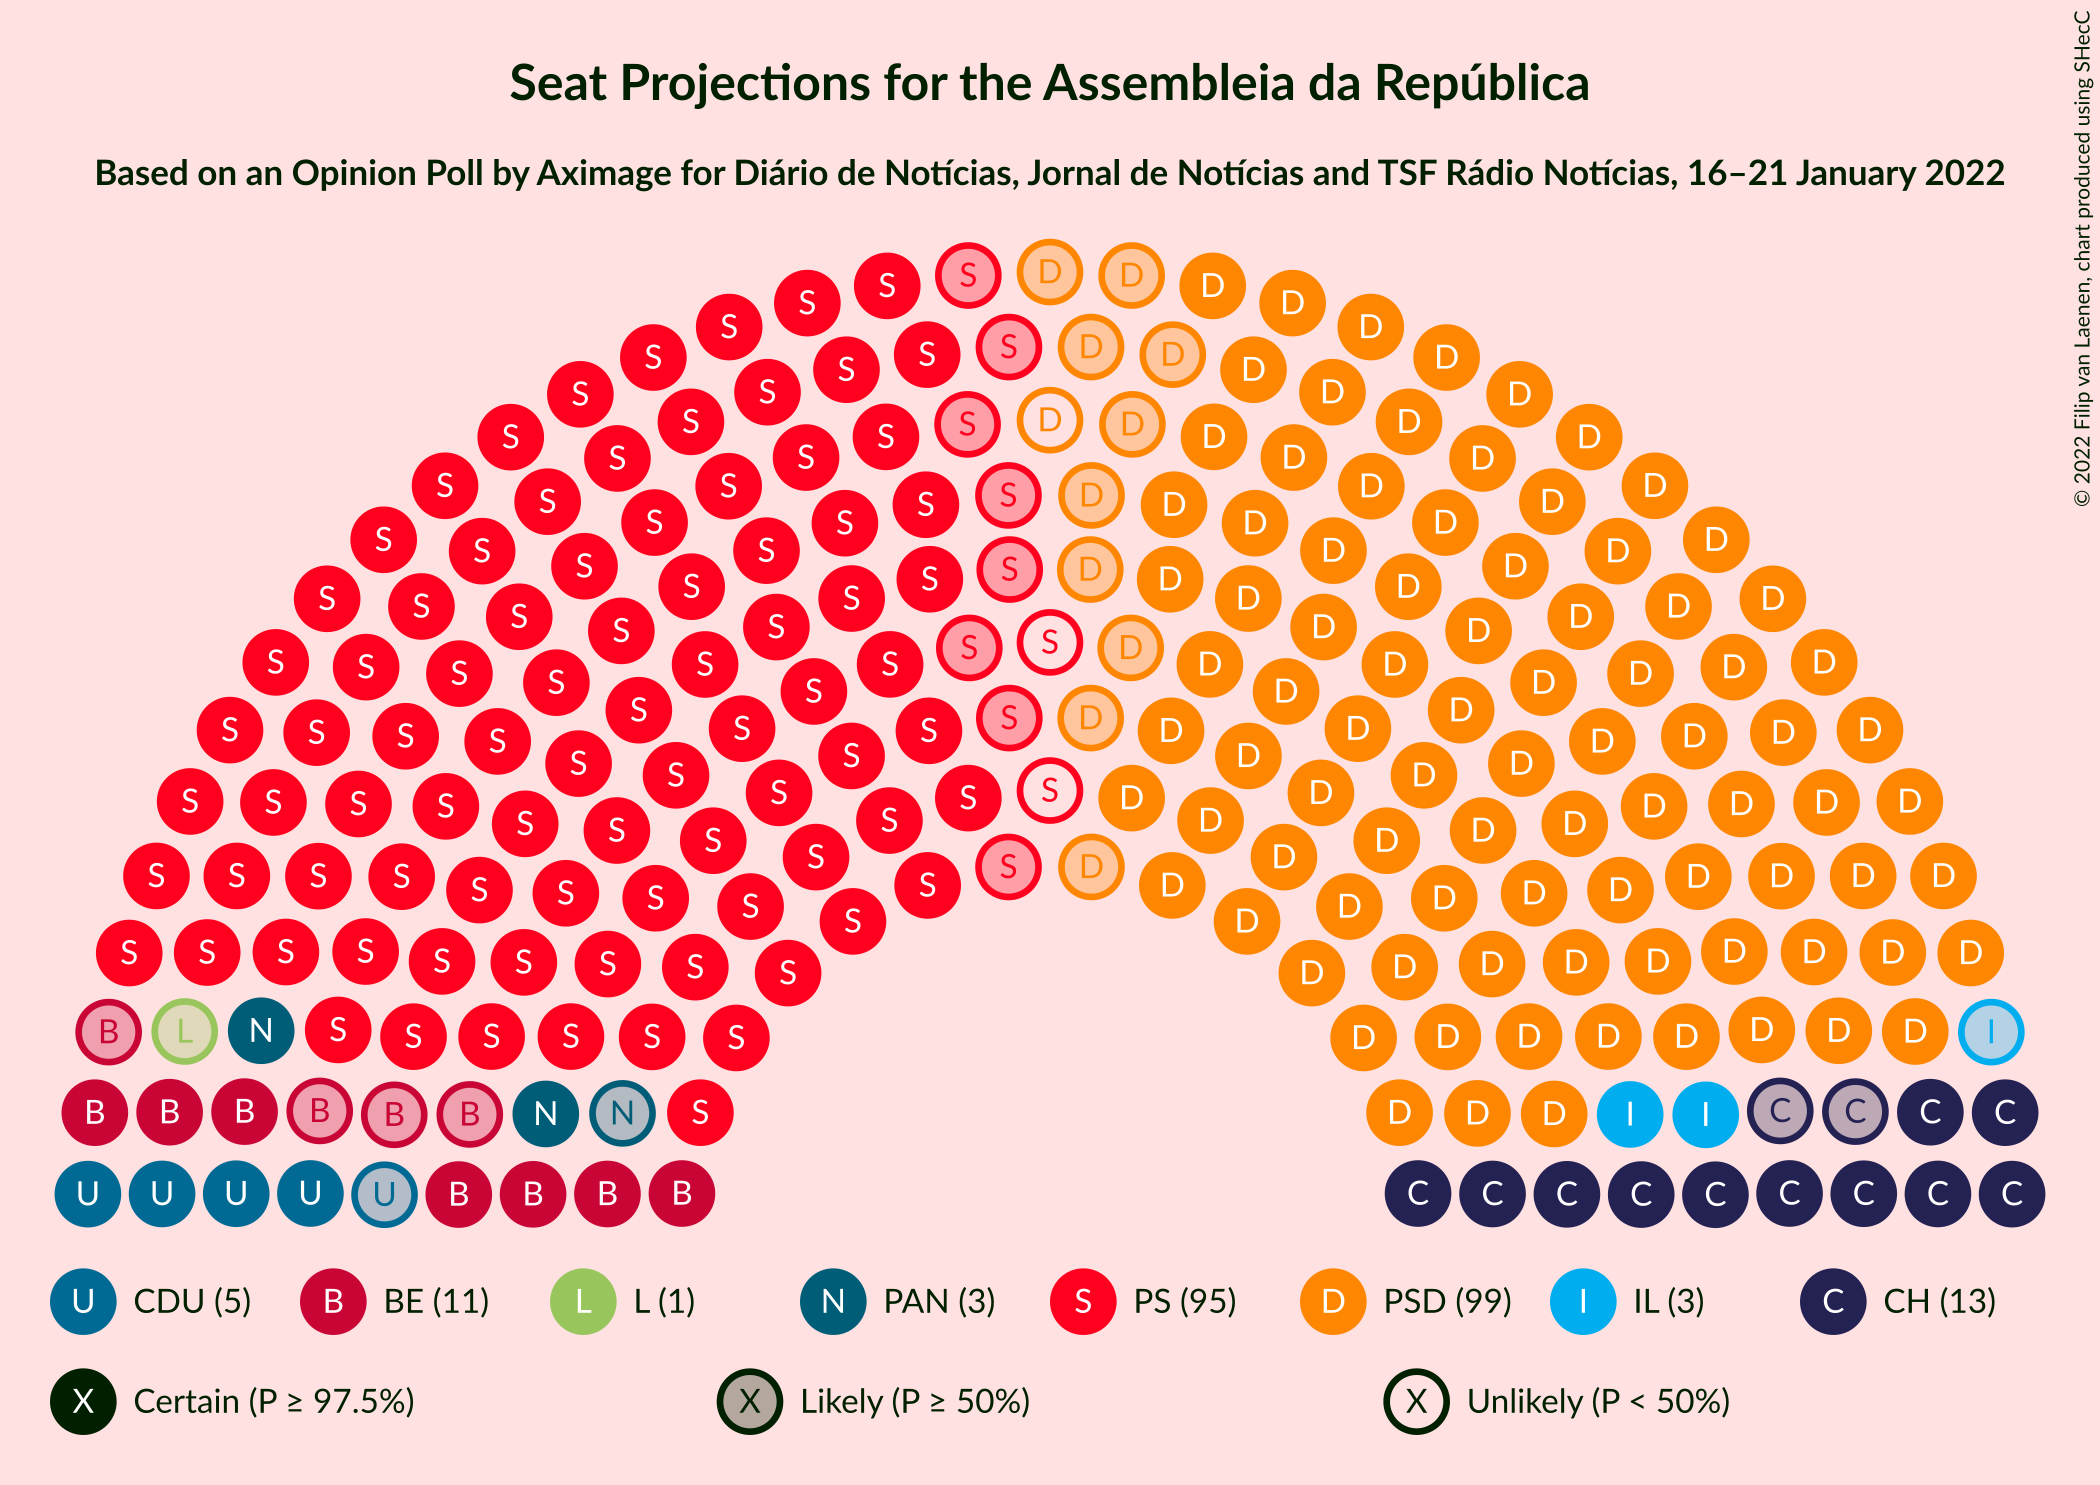 Seat Projections for the Assembleia da República
Based on an Opinion Poll by Aximage for Diário de Notícias, Jornal de Notícias and TSF Rádio Notícias, 16–21 January 2022
© 2022 Filip van Laenen, chart produced using SHecC
U CDU (5) B BE (11) L L (1) N PAN (3) S PS (95) D PSD (99) I IL (3) C CH (13)
X Certain (P ≥ 97.5%) X Likely (P ≥ 50%) X Unlikely (P < 50%)